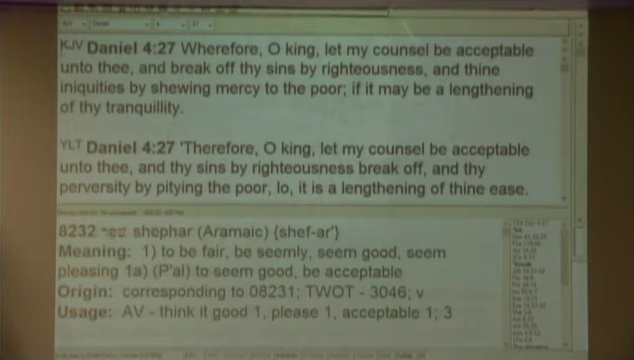 KJV Daniel 4:27 Wherefore, O king, let my counsel be acceptable
unto thee, and break off thy sins by righteousness, and thine
iniquities by shewing mercy to the poor; if it may be a lengthening
of thy tranquillity.
YLT Daniel 4:27 'Therefore, O king, let my counsel be acceptable
unto thee, and thy sins by righteousness break off, and thy
perversity by pitying the poor, lo, it is a lengthening of thine ease.
8232 shephar (Aramaic) {shef-ar'}
Meaning: 1) to be fair, be seemly, seem good, seem
pleasing 1a) (P'al) to seem good, be acceptable
Origin: corresponding to 08231; TWOT - 3046; v
Usage: AV - think it good 1, please 1, acceptable 1; 3